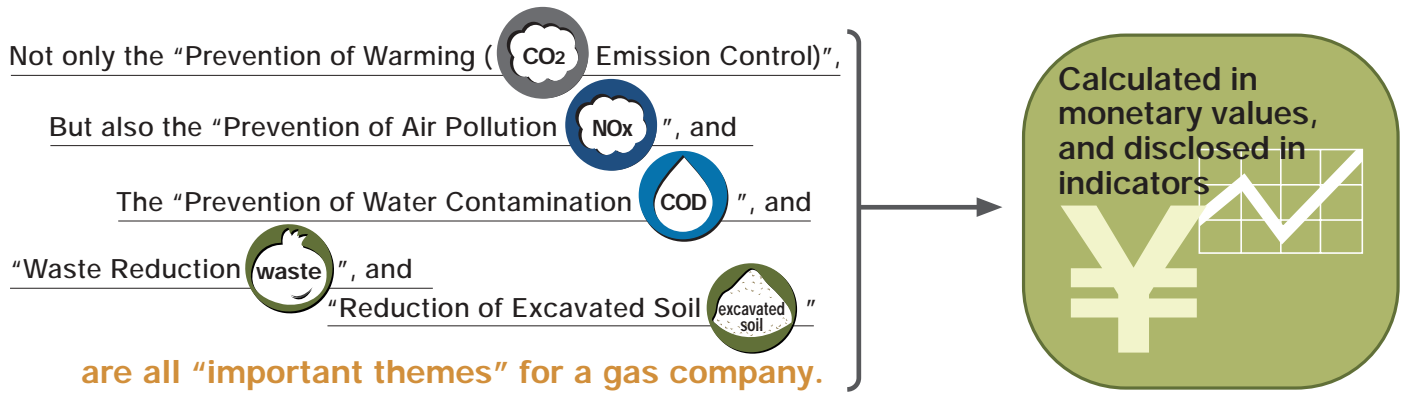 Not only the “Prevention of Warming ( CO2 Emission Control)”,
But also the “Prevention of Air Pollution NOx ”, and
The “Prevention of Water Contamination COD ”, and
“Waste Reduction waste ”, and
“Reduction of Excavated Soil excavated soil ”
are all “important themes” for a gas company.
Calculated in
monetary values,
and disclosed in
indicators
¥